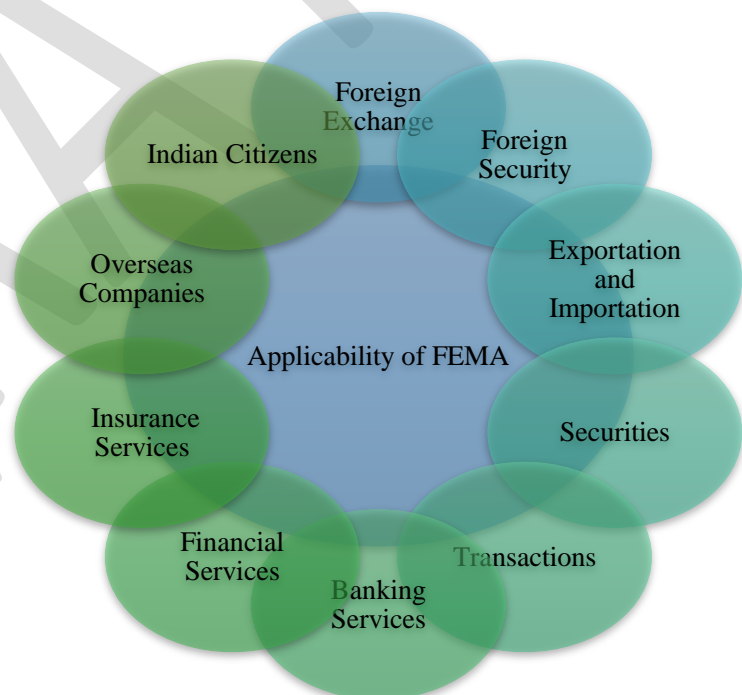 Foreign
Exchange
Foreign
Security
Exportation
and
Importation
Securities
Transactions
Banking
Services
Financial
Services
Insurance
Services
Overseas
Companies
Indian Citizens
Applicability of FEMA